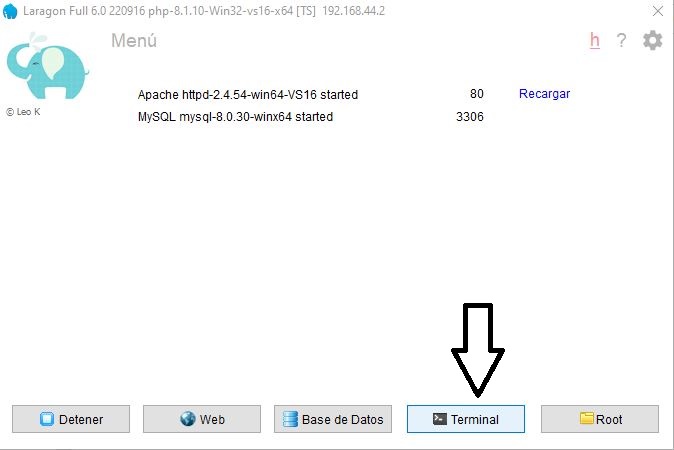 Laragon Full 6.0 220916 php-8.1.10-Win32-vs16-x64 [TS] 192.168.44.2
Menú h ?
Apache httpd-2.4.54-win64-VS16 started 80 Recargar
© Leo K
MySQL mysql-8.0.30-winx64 started 3306
Detener Web Base de Datos Terminal Root